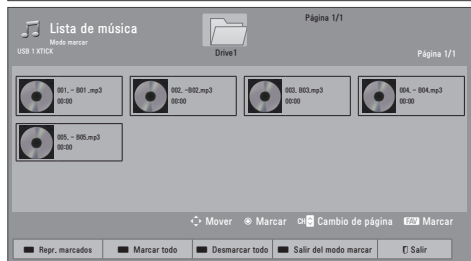 Lista de música
Modo marcar
USB 1 XTICK
Drive1
Página 1/1
Página 1/1
001. - B01 .mp3
00:00
002. -B02.mp3
00:00
003. B03.mp3
00:00
004. - B04.mp3
00:00
005. - B05.mp3
00:00
Mover Marcar CH Cambio de página FAV Marcar
Repr. marcados Marcar todo Desmarcar todo Salir del modo marcar Salir